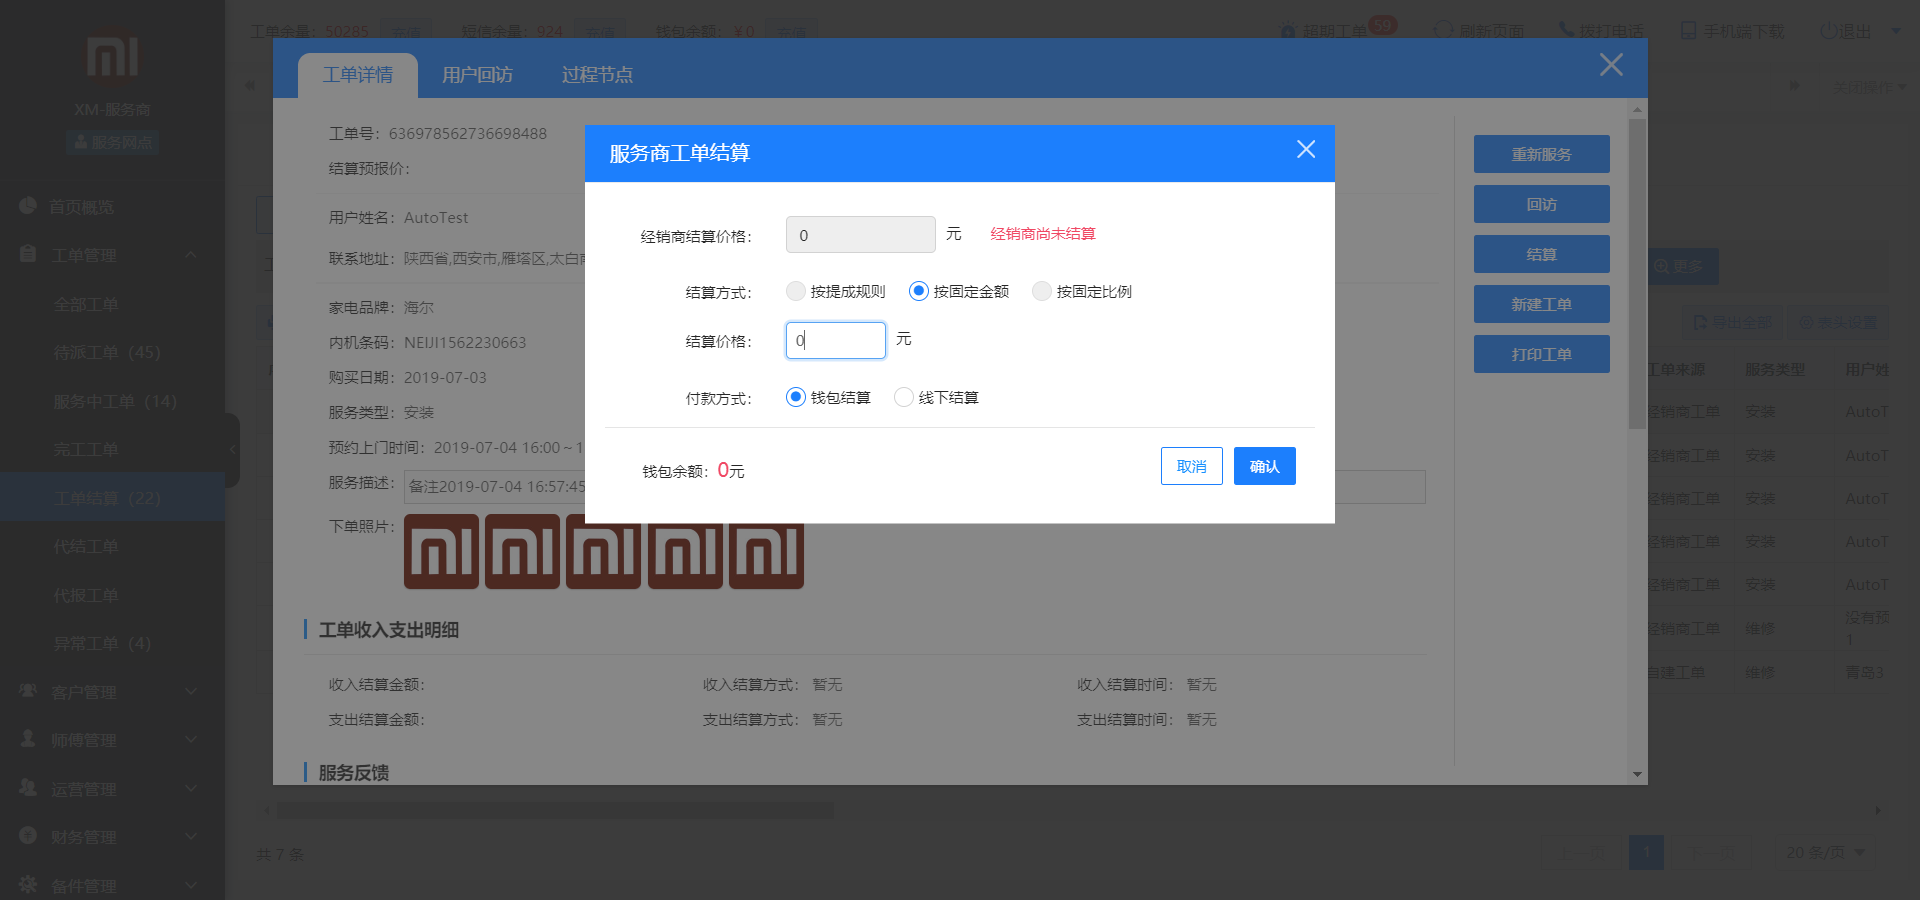 工单余量：50285 充值 短信余量：924 充值 钱包余额：￥0 充值 超期工单 59 刷新页面 拨打电话 手机端下载 退出
XM-服务商
服务网点
关闭操作
首页概览
工单管理
全部工单
待派工单（45）
服务中工单（14）
完工工单
工单结算（22）
代结工单
代报工单
异常工单（4）
客户管理
师傅管理
运营管理
财务管理
备件管理
工单详情 用户回访 过程节点
工单号：636978562736698488
结算预报价：
用户姓名：AutoTest
联系地址：陕西省,西安市,雁塔区,太白南
家电品牌：海尔
内机条码：NEIJI1562230663
购买日期：2019-07-03
服务类型：安装
预约上门时间：2019-07-04 16:00～1
服务描述：备注2019-07-04 16:57:45
下单照片：
工单收入支出明细
收入结算金额： 收入结算方式：暂无 收入结算时间：暂无
支出结算金额： 支出结算方式：暂无 支出结算时间：暂无
服务反馈
重新服务
回访
结算
新建工单
打印工单
服务商工单结算
经销商结算价格： 0 元 经销商尚未结算
结算方式： 按提成规则 按固定金额 按固定比例
结算价格： 0 元
付款方式： 钱包结算 线下结算
钱包余额：0元 取消 确认
更多
导出全部 表头设置
工单来源 服务类型 用户姓
经销商工单 安装 AutoT
经销商工单 安装 AutoT
经销商工单 安装 AutoT
经销商工单 安装 AutoT
经销商工单 安装 AutoT
经销商工单 维修 没有预
1
自建工单 维修 青岛3
共 7 条 上一页 1 下一页 20 条/页